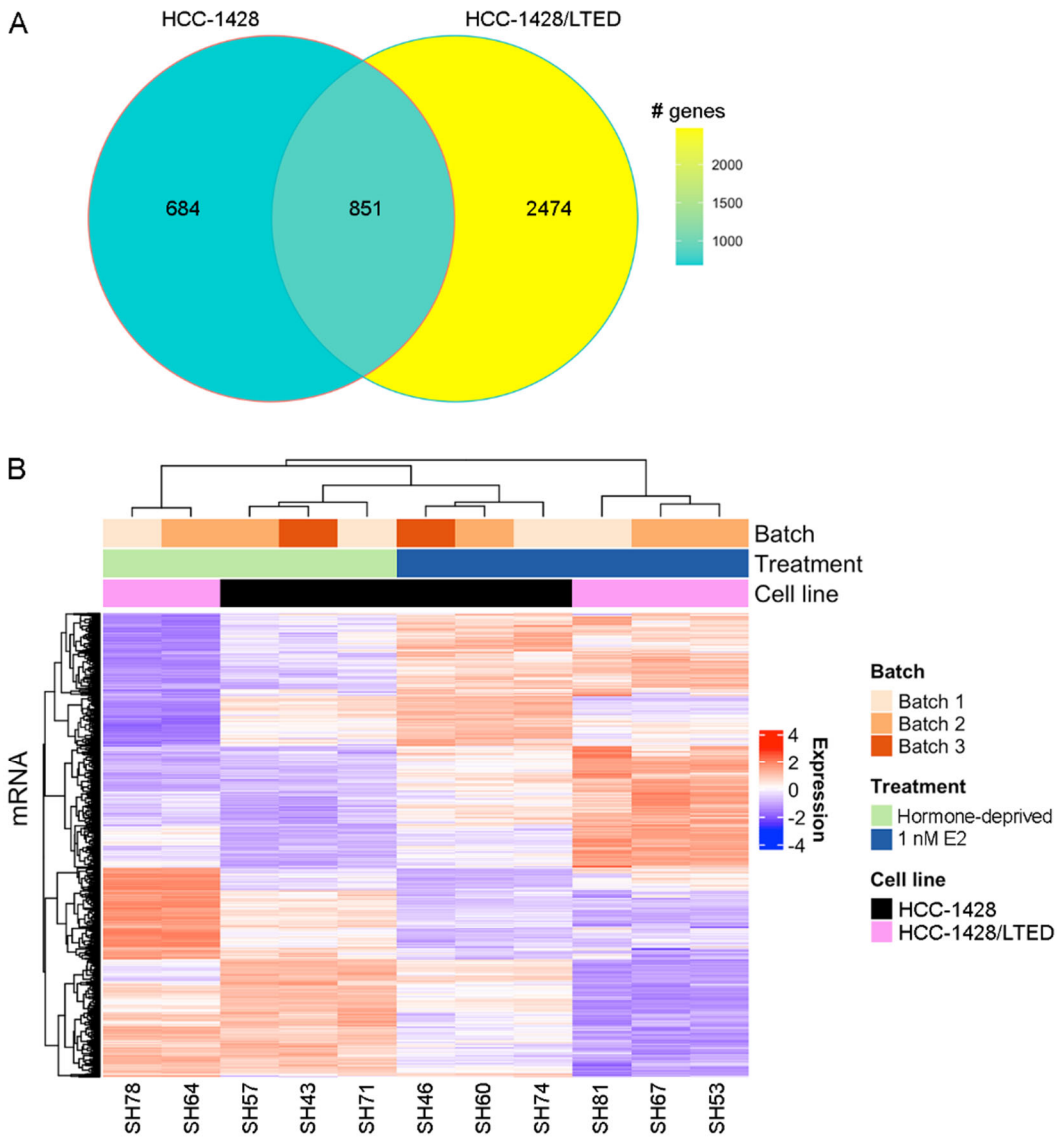 A
HCC-1428
HCC-1428/LTED
# genes
684
851
2474
2000
1500
1000
B
Batch
Treatment
Cell line
mRNA
4
2
0
-2
-4
Expression
Batch
Batch 1
Batch 2
Batch 3
Treatment
Hormone-deprived
1 nM E2
Cell line
HCC-1428
HCC-1428/LTED
SH78
SH64
SH57
SH43
SH71
SH46
SH60
SH74
SH81
SH67
SH53